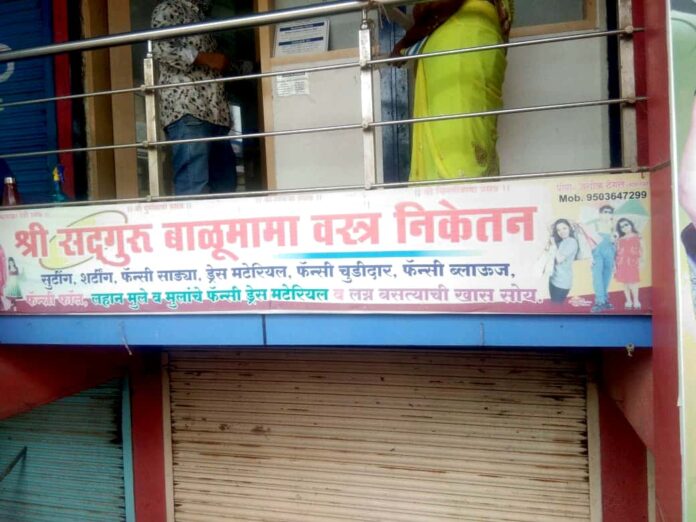 श्री सद्गुरु बाळूमामा वस्त्र निकेतन
Mob. 9503647299
सुटींग, शर्टींग, फॅन्सी साड्या, ड्रेस मटेरियल, फॅन्सी चुडीदार, फॅन्सी ब्लाऊज,
फॅन्सी फॉल, लहान मुले व मुलांचे फॅन्सी ड्रेस मटेरियल व लग्न बसत्याची खास सोय.